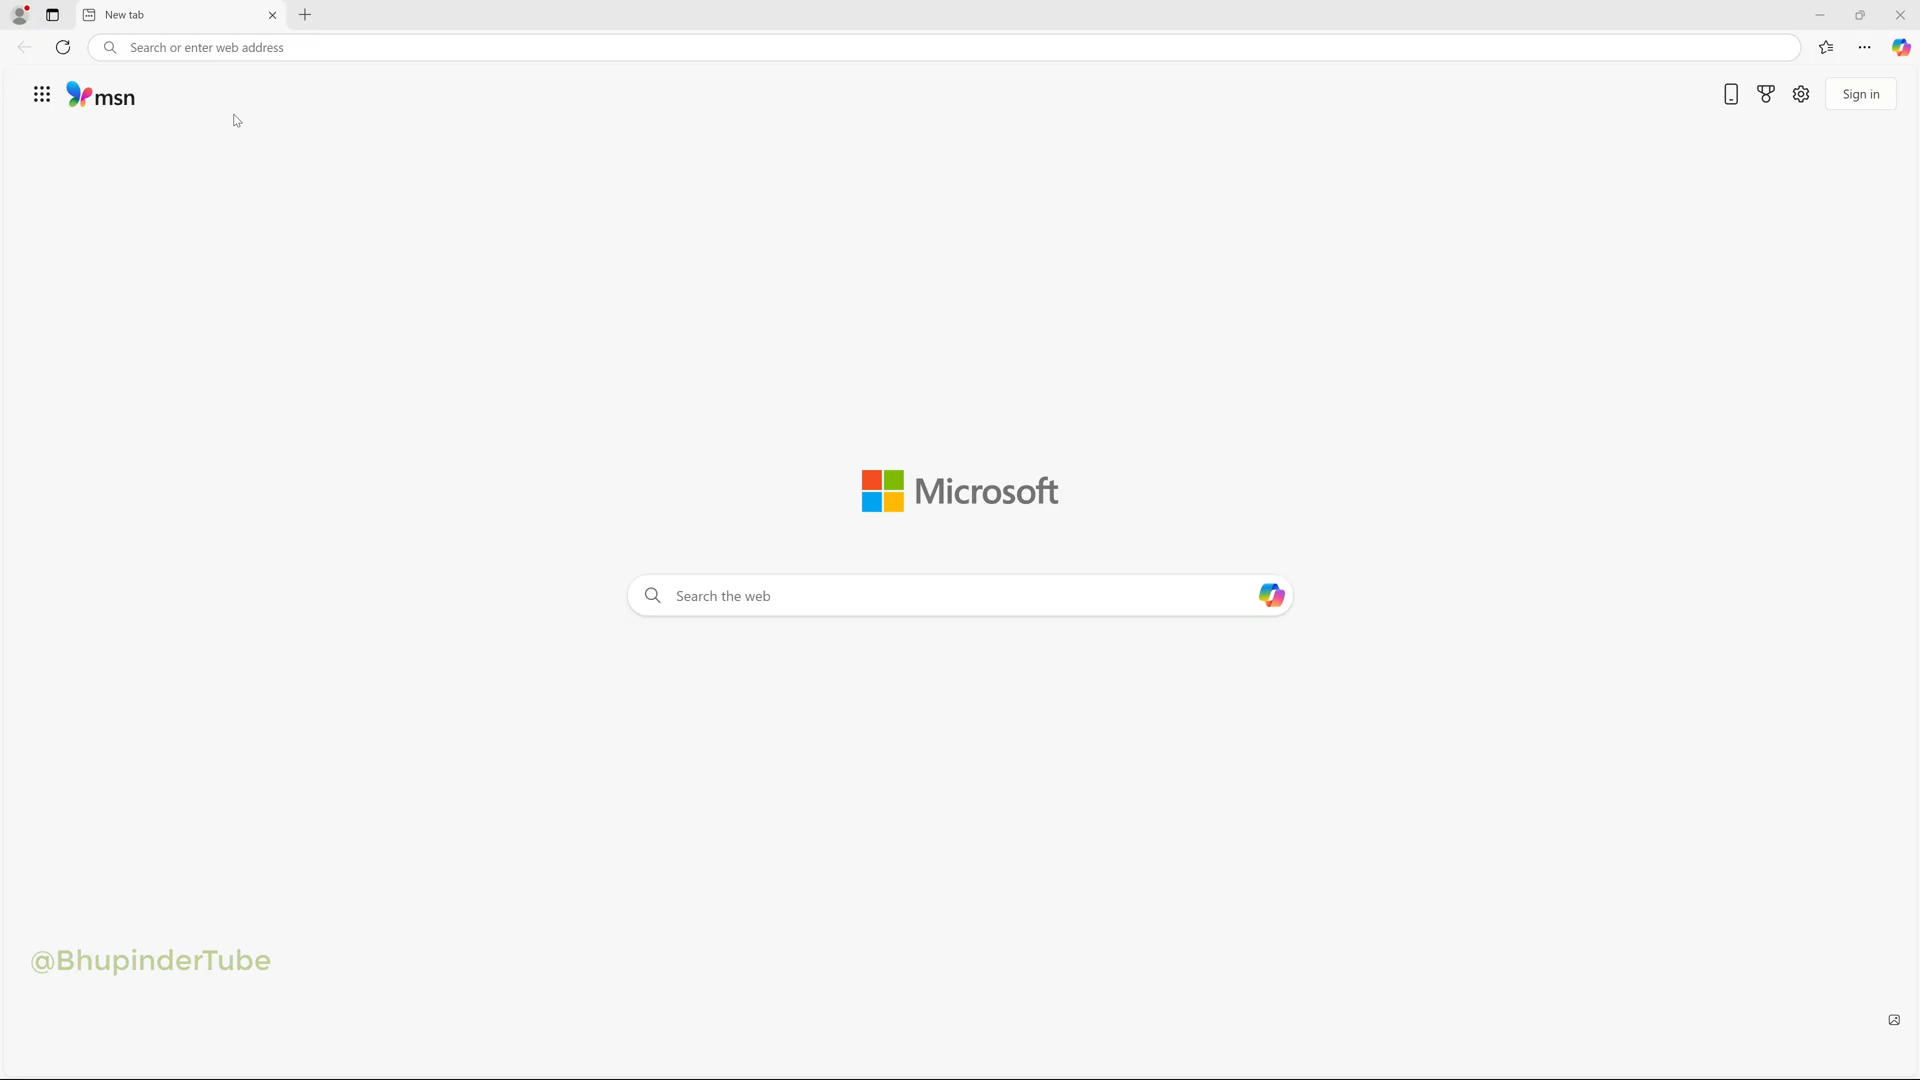 New tab
Search or enter web address
msn
Sign in
Microsoft
Search the web
@BhupinderTube